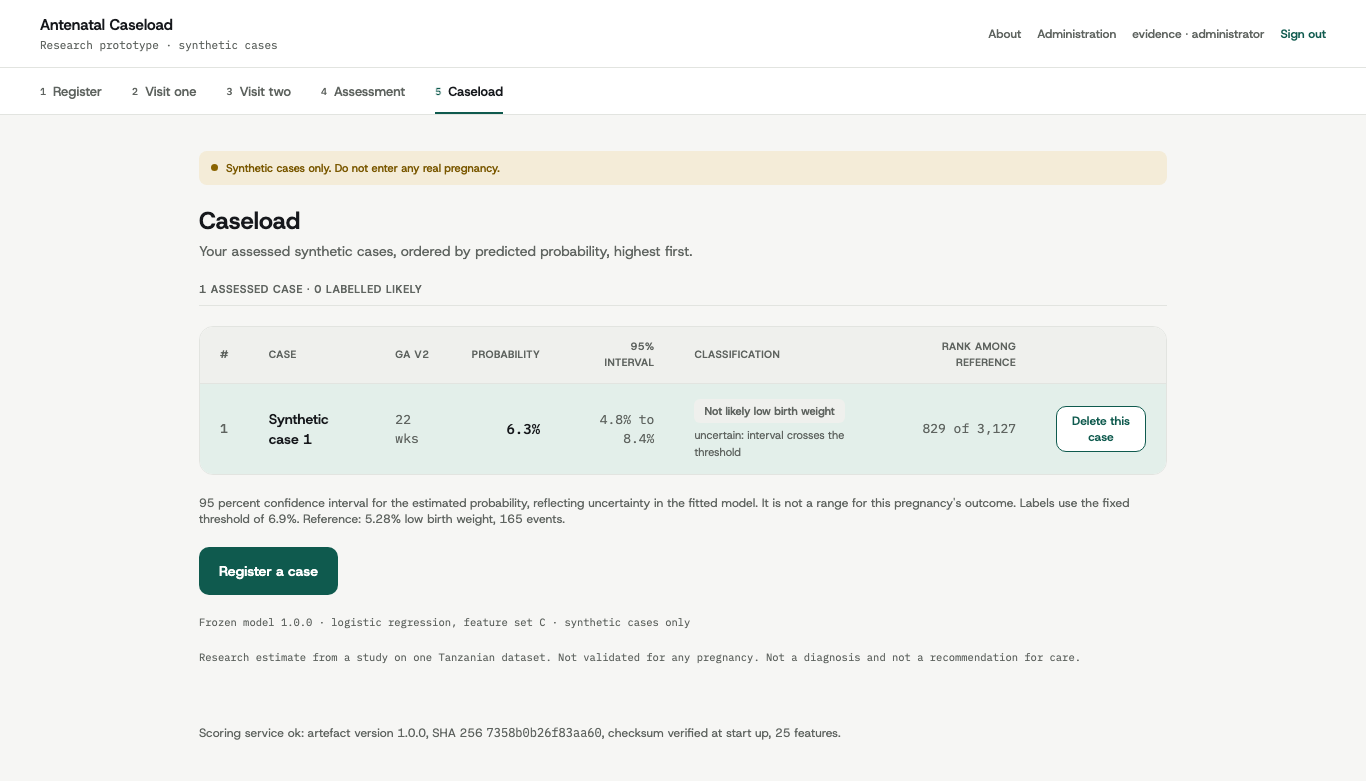 Antenatal Caseload
Research prototype · synthetic cases
About Administration evidence · administrator Sign out
1 Register 2 Visit one 3 Visit two 4 Assessment 5 Caseload
Synthetic cases only. Do not enter any real pregnancy.
Caseload
Your assessed synthetic cases, ordered by predicted probability, highest first.
1 ASSESSED CASE · 0 LABELLED LIKELY
# CASE GA V2 PROBABILITY 95% INTERVAL CLASSIFICATION RANK AMONG REFERENCE
1 Synthetic case 1 22 wks 6.3% 4.8% to 8.4% Not likely low birth weight 829 of 3,127 Delete this case
uncertain: interval crosses the
threshold
95 percent confidence interval for the estimated probability, reflecting uncertainty in the fitted model. It is not a range for this pregnancy's outcome. Labels use the fixed
threshold of 6.9%. Reference: 5.28% low birth weight, 165 events.
Register a case
Frozen model 1.0.0 · logistic regression, feature set C · synthetic cases only
Research estimate from a study on one Tanzanian dataset. Not validated for any pregnancy. Not a diagnosis and not a recommendation for care.
Scoring service ok: artefact version 1.0.0, SHA 256 7358b0b26f83aa60, checksum verified at start up, 25 features.